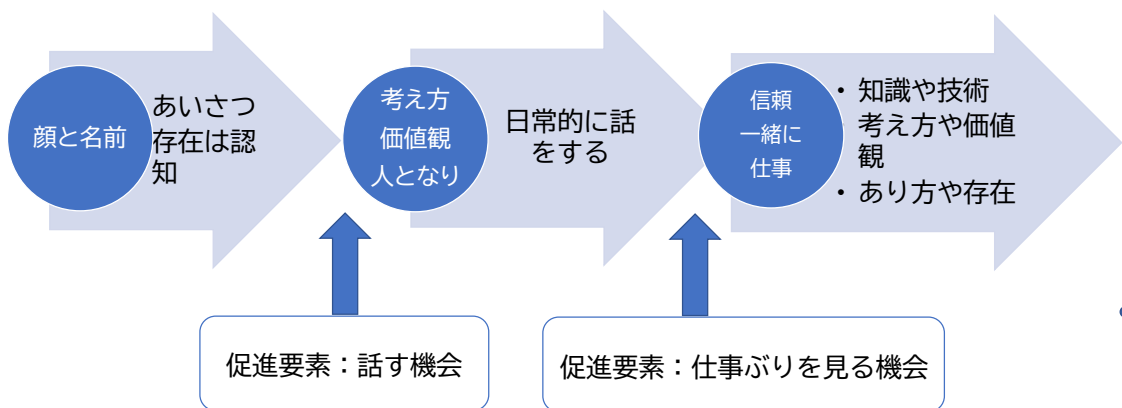 顔と名前
あいさつ
存在は認
知
考え方
価値観
人となり
日常的に話
をする
信頼
一緒に
仕事
• 知識や技術
考え方や価値
観
• あり方や存在
促進要素：話す機会
促進要素：仕事ぶりを見る機会